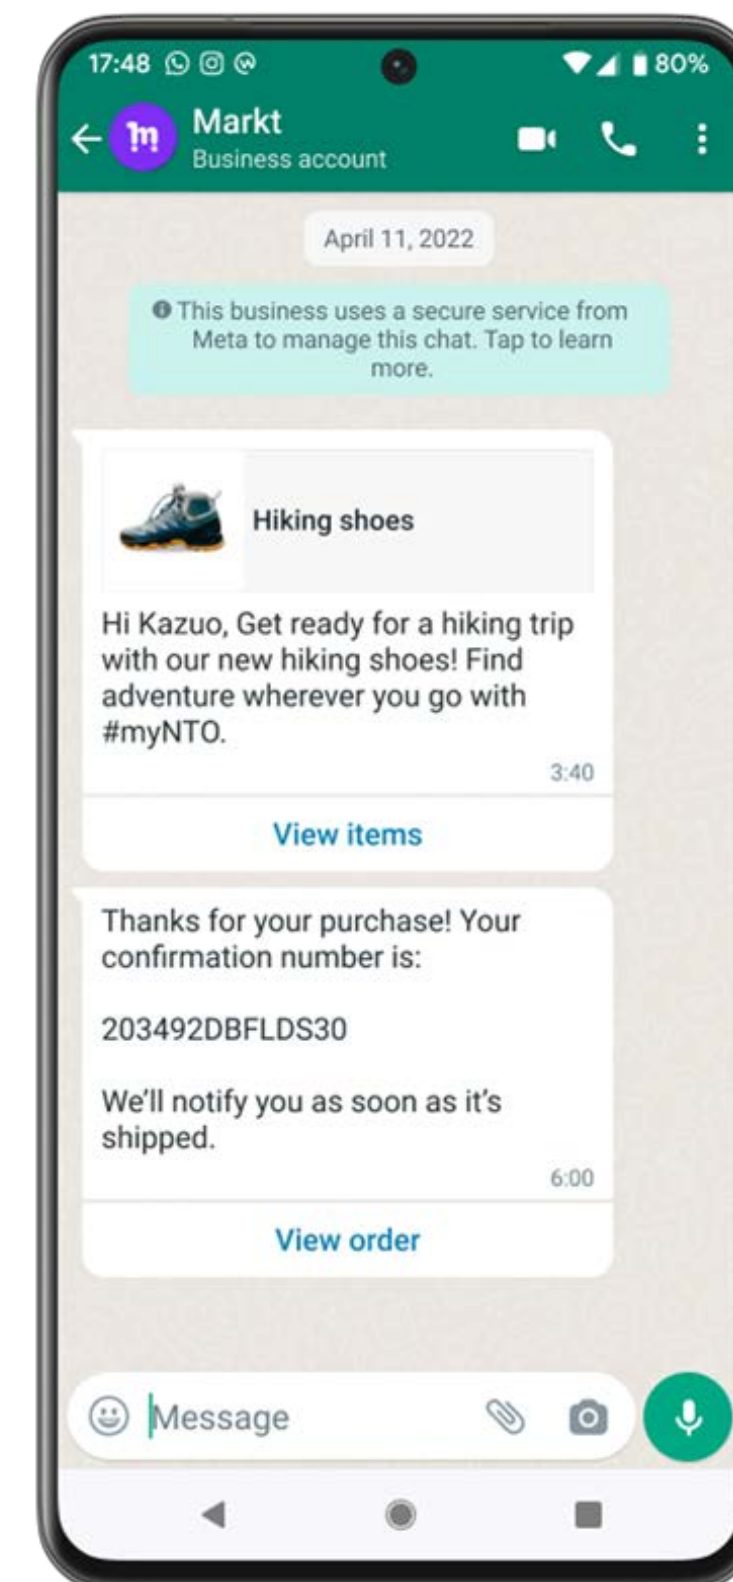 17:48
80%
Markt
Business account
April 11, 2022
This business uses a secure service from
Meta to manage this chat. Tap to learn
more.
Hiking shoes
Hi Kazuo, Get ready for a hiking trip
with our new hiking shoes! Find
adventure wherever you go with
#myNTO.
3:40
View items
Thanks for your purchase! Your
confirmation number is:
203492DBFLDS30
We'll notify you as soon as it's
shipped.
6:00
View order
Message